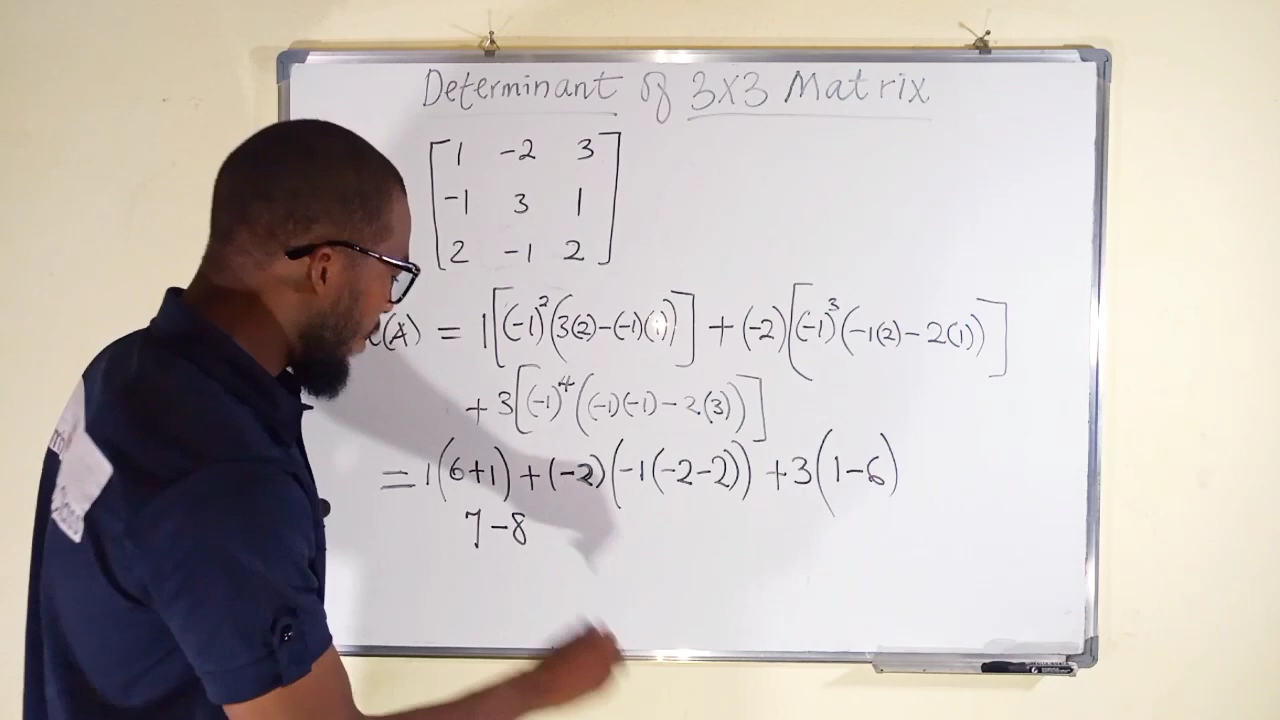 Determinant of 3x3 Matrix
1 -2 3
-1 3 1
2 -1 2
(A) = 1[(-1)²(3(2)-(-1)(1))] + (-2)[(-1)³(-1(2)-2(1))]
+ 3[(-1)⁴((-1)(-1)-2(3))]
= 1(6+1)+(-2)(-1(-2-2)) +3(1-6)
7-8